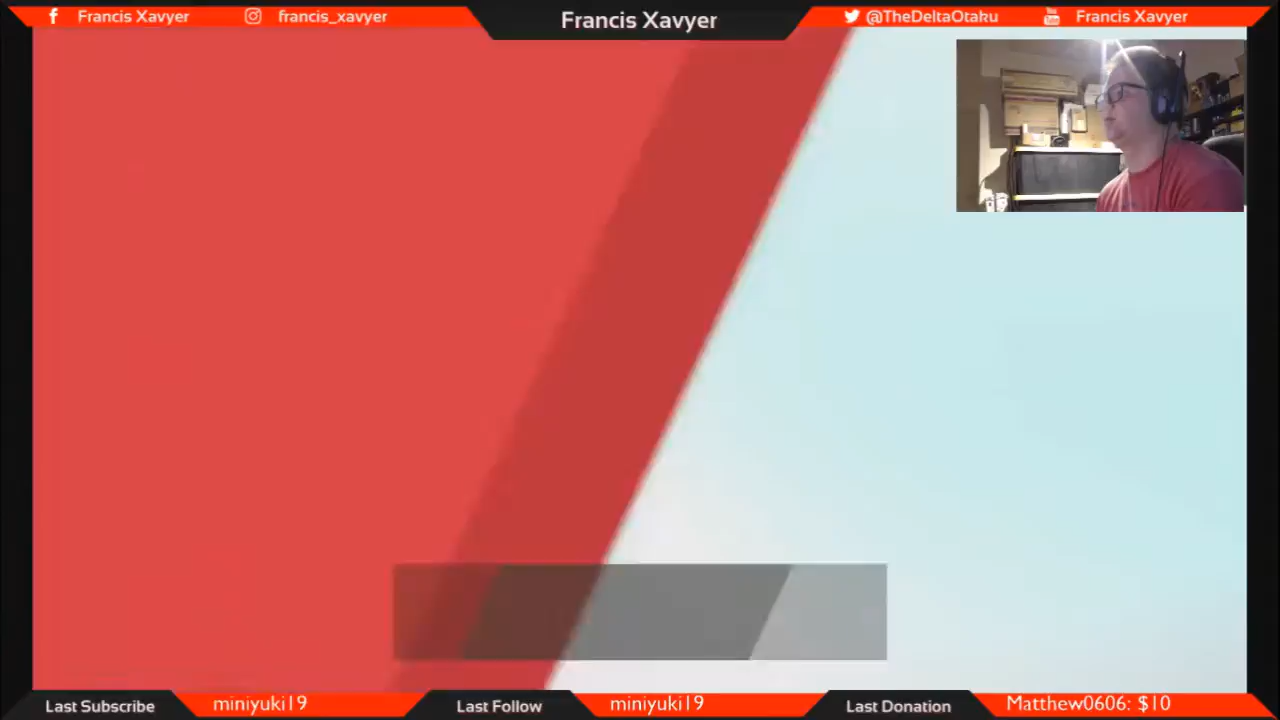 Francis Xavyer
francis_xavyer
Francis Xavyer
@TheDeltaOtaku
Francis Xavyer
Last Subscribe
miniyuki19
Last Follow
miniyuki19
Last Donation
Matthew0606: $10